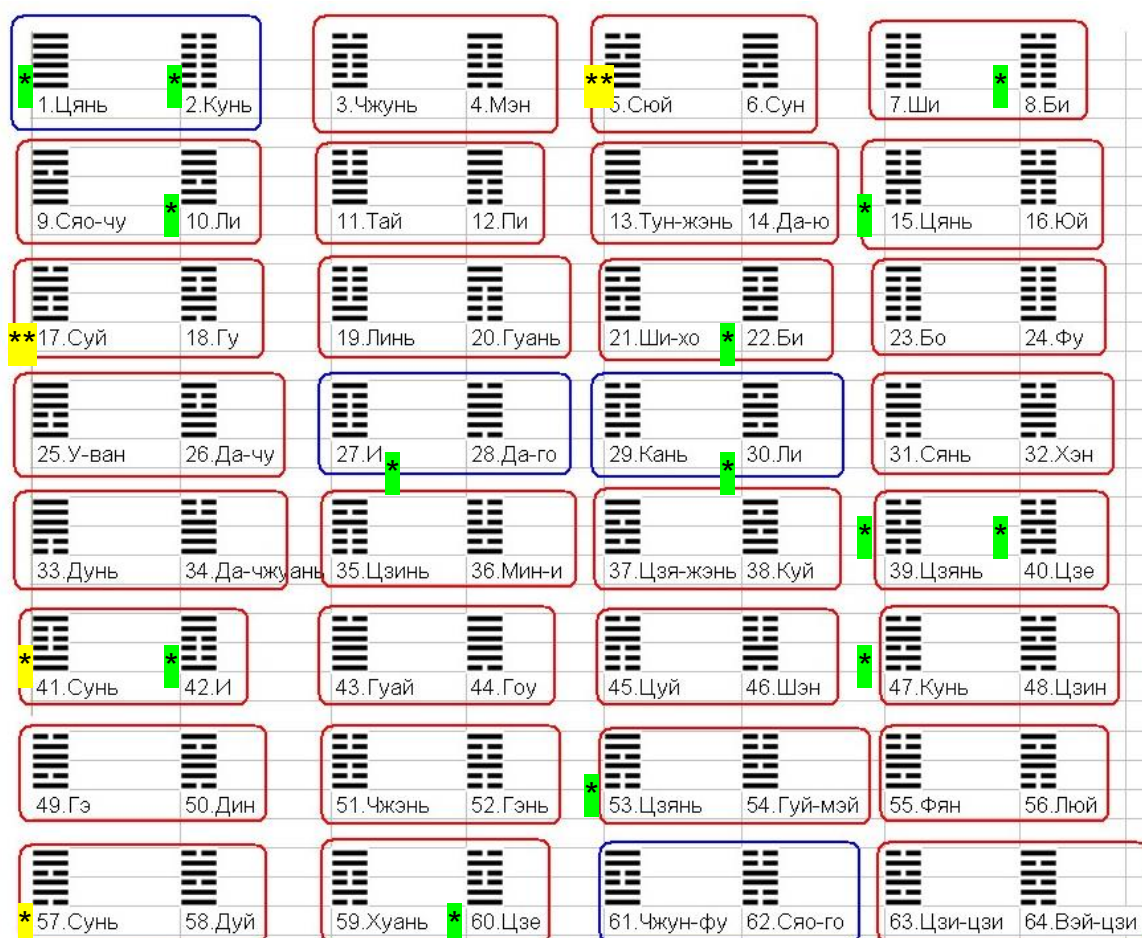 * * ** *
1.Цянь 2.Кунь 3.Чжунь 4.Мэн 5.Сюй 6.Сун 7.Ши 8.Би
* *
9.Сяо-чу 10.Ли 11.Тай 12.Пи 13.Тун-жэнь 14.Да-ю 15.Цянь 16.Юй
** *
17.Суй 18.Гу 19.Линь 20.Гуань 21.Ши-хо 22.Би 23.Бо 24.Фу
25.У-ван 26.Да-чу 27.И 28.Да-го 29.Кань 30.Ли 31.Сянь 32.Хэн
* *
* *
33.Дунь 34.Да-чжуань 35.Цзинь 36.Мин-и 37.Цзя-жэнь 38.Куй 39.Цзянь 40.Цзе
* * *
41.Сунь 42.И 43.Гуай 44.Гоу 45.Цуй 46.Шэн 47.Кунь 48.Цзин
*
49.Гэ 50.Дин 51.Чжэнь 52.Гэнь 53.Цзянь 54.Гуй-мэй 55.Фян 56.Люй
* *
57.Сунь 58.Дуй 59.Хуань 60.Цзе 61.Чжун-фу 62.Сяо-го 63.Цзи-цзи 64.Вэй-цзи